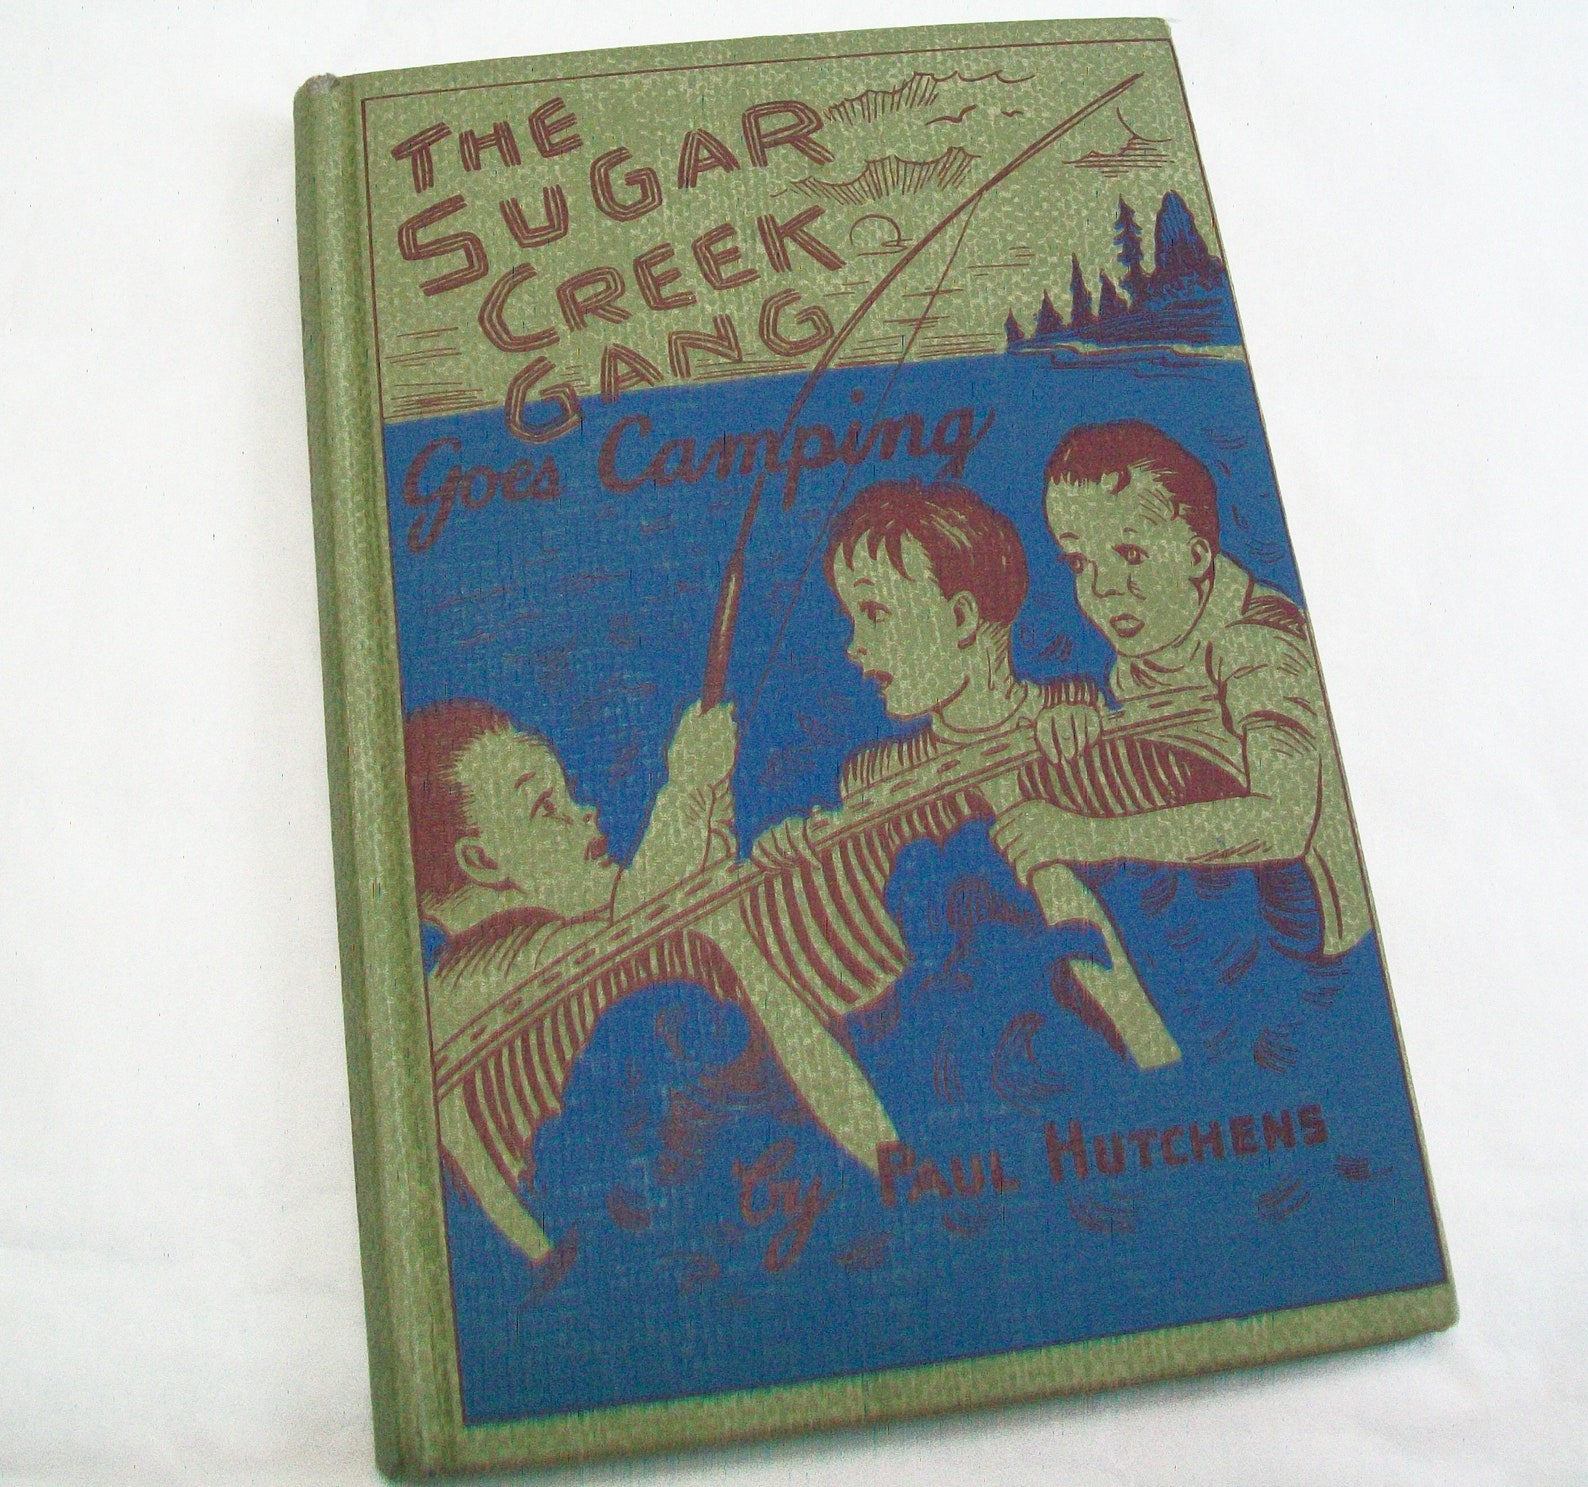 THE
SUGAR
CREEK
GANG
Goes Camping
by PAUL HUTCHENS